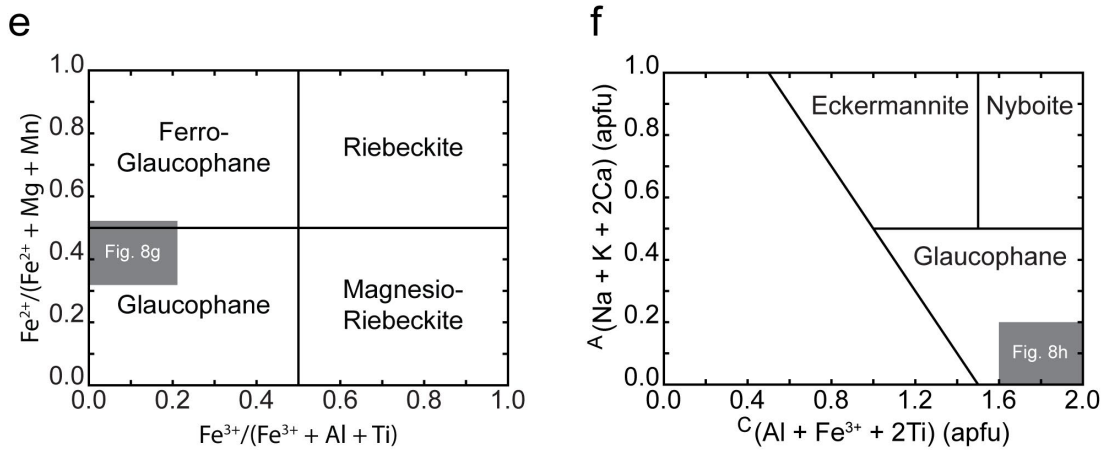 e
1.0
0.8
0.6
0.4
0.2
0.0
Fe²⁺/(Fe²⁺ + Mg + Mn)
Ferro-
Glaucophane
Riebeckite
Fig. 8g
Glaucophane
Magnesio-
Riebeckite
0.0 0.2 0.4 0.6 0.8 1.0
Fe³⁺/(Fe³⁺ + Al + Ti)
f
1.0
0.8
0.6
0.4
0.2
0.0
ᴬ(Na + K + 2Ca) (apfu)
Eckermannite
Nyboite
Glaucophane
Fig. 8h
0.0 0.4 0.8 1.2 1.6 2.0
ᶜ(Al + Fe³⁺ + 2Ti) (apfu)